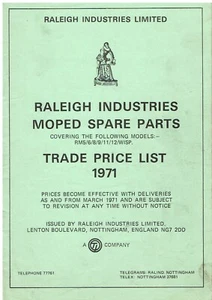 RALEIGH INDUSTRIES LIMITED
RALEIGH INDUSTRIES
MOPED SPARE PARTS
COVERING THE FOLLOWING MODELS:-
RM5/6/8/9/11/12/WISP.
TRADE PRICE LIST
1971
PRICES BECOME EFFECTIVE WITH DELIVERIES
AS AND FROM MARCH 1971 AND ARE SUBJECT
TO REVISION AT ANY TIME WITHOUT NOTICE
ISSUED BY RALEIGH INDUSTRIES LIMITED.
LENTON BOULEVARD, NOTTINGHAM, ENGLAND NG7 2DD
A COMPANY
TELEPHONE 77761
TELEGRAMS: RALIND, NOTTINGHAM
TELEX: NOTTINGHAM 37681